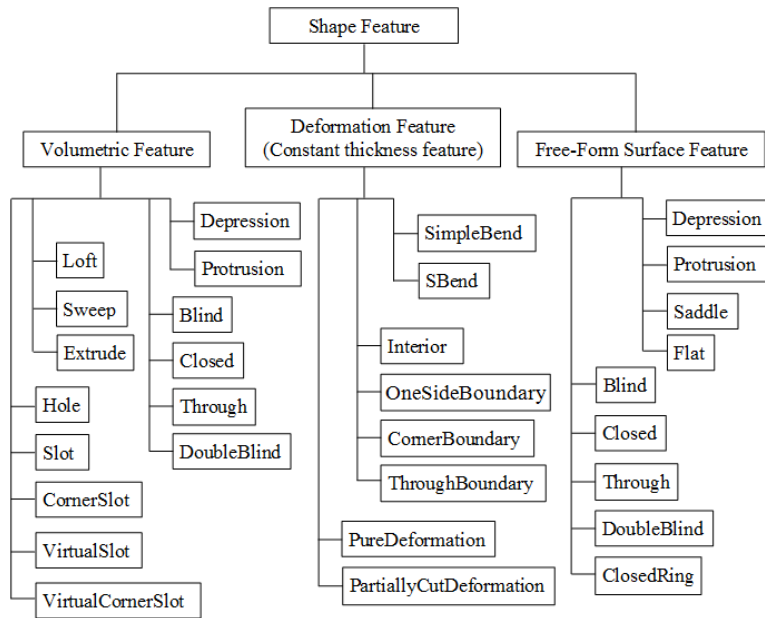 Shape Feature
Volumetric Feature
Deformation Feature
(Constant thickness feature)
Free-Form Surface Feature
Depression
Protrusion
Loft
Sweep
Extrude
Blind
Closed
Through
DoubleBlind
Hole
Slot
CornerSlot
VirtualSlot
VirtualCornerSlot
SimpleBend
SBend
Interior
OneSideBoundary
CornerBoundary
ThroughBoundary
PureDeformation
PartiallyCutDeformation
Depression
Protrusion
Saddle
Flat
Blind
Closed
Through
DoubleBlind
ClosedRing